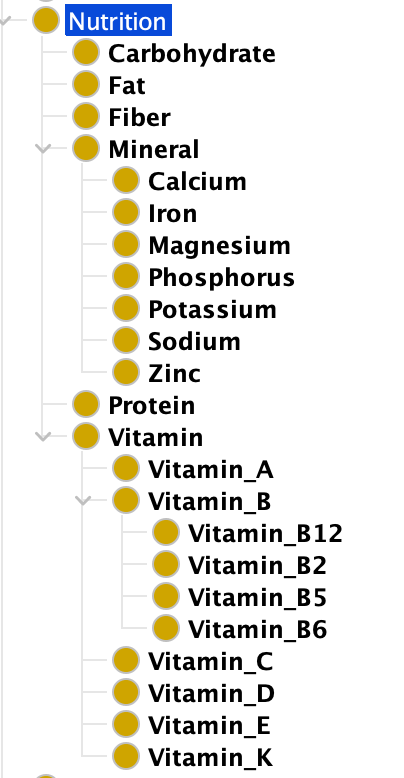 Nutrition
Carbohydrate
Fat
Fiber
Mineral
Calcium
Iron
Magnesium
Phosphorus
Potassium
Sodium
Zinc
Protein
Vitamin
Vitamin_A
Vitamin_B
Vitamin_B12
Vitamin_B2
Vitamin_B5
Vitamin_B6
Vitamin_C
Vitamin_D
Vitamin_E
Vitamin_K